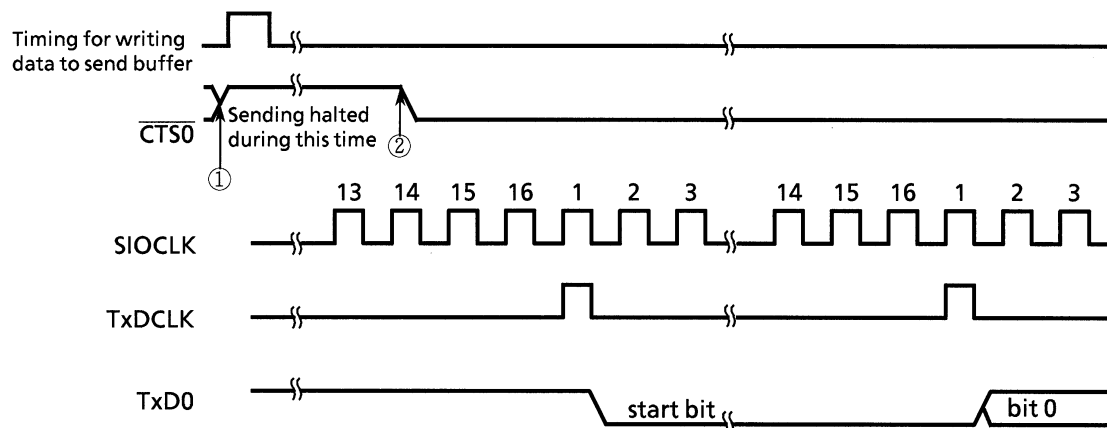 Timing for writing
data to send buffer
CTS0
Sending halted
during this time
①
②
13 14 15 16 1 2 3 14 15 16 1 2 3
SIOCLK
TxDCLK
TxD0
start bit
bit 0